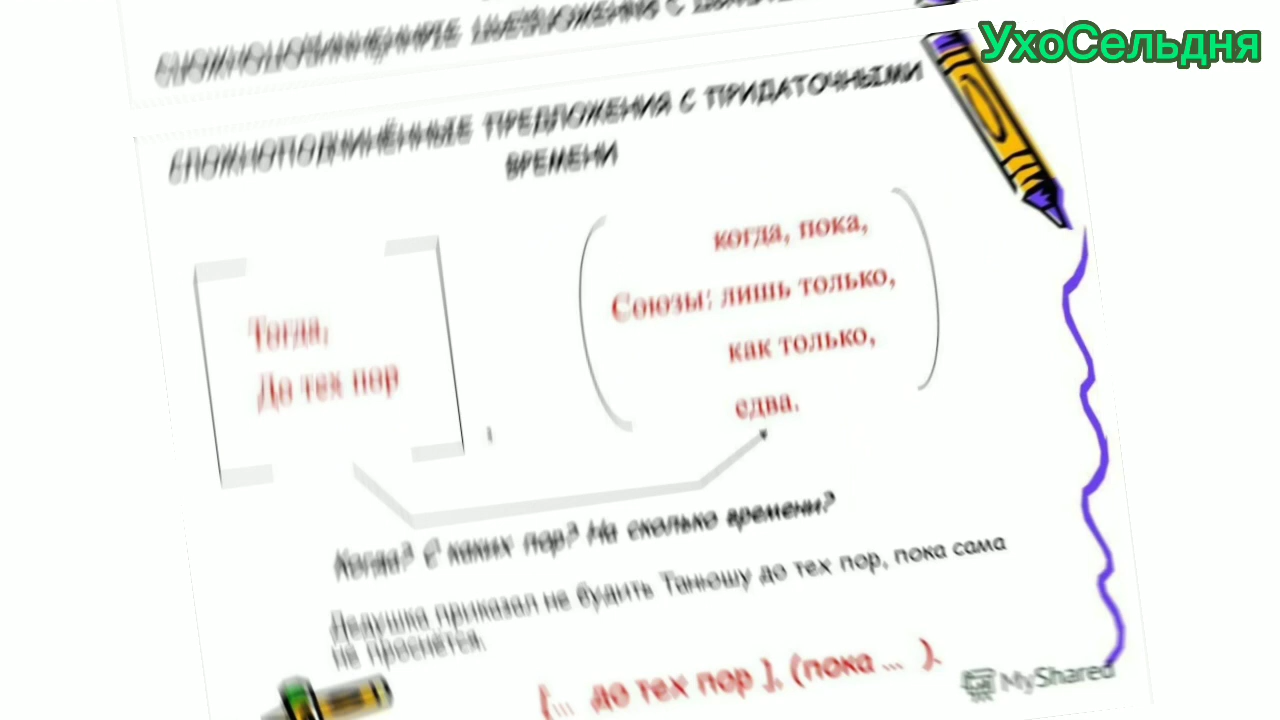 СЛОЖНОПОДЧИНЕННЫЕ ПРЕДЛОЖЕНИЯ С
УхоСельдня
СЛОЖНОПОДЧИНЁННЫЕ ПРЕДЛОЖЕНИЯ С ПРИДАТОЧНЫМИ
ВРЕМЕНИ
Тогда,
До тех пор
когда, пока,
Союзы: лишь только,
как только,
едва.
Когда? С каких пор? На сколько времени?
Дедушка приказал не будить Танюшу до тех пор, пока сама
не проснётся.
[... до тех пор ], (пока ... ).
MyShared